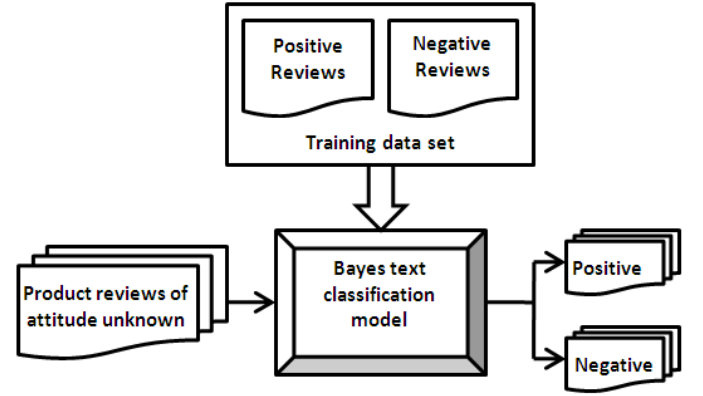 Positive
Reviews
Negative
Reviews
Training data set
Product reviews of
attitude unknown
Bayes text
classification
model
Positive
Negative